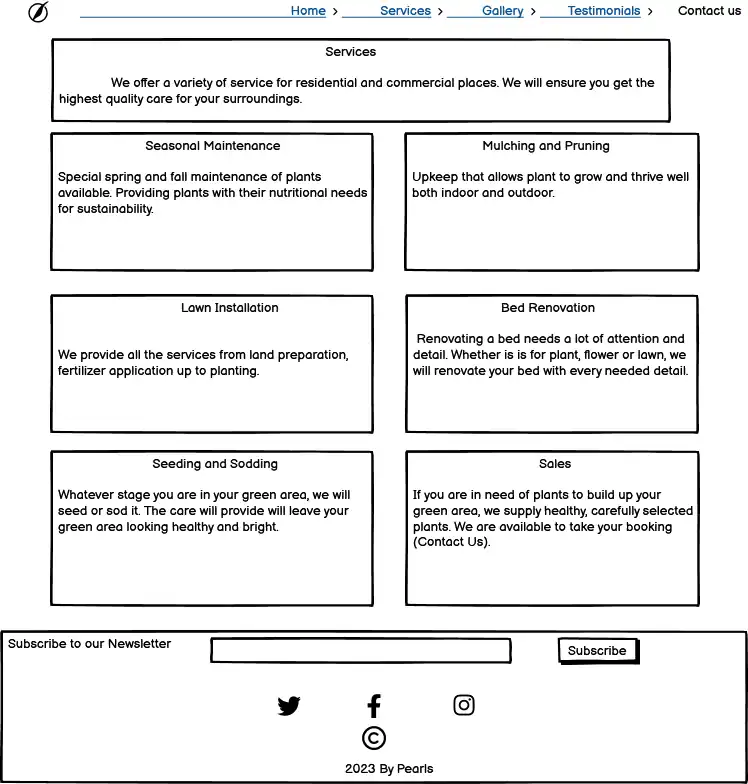 Home > Services > Gallery > Testimonials > Contact us
Services
We offer a variety of service for residential and commercial places. We will ensure you get the
highest quality care for your surroundings.
Seasonal Maintenance
Special spring and fall maintenance of plants
available. Providing plants with their nutritional needs
for sustainability.
Mulching and Pruning
Upkeep that allows plant to grow and thrive well
both indoor and outdoor.
Lawn Installation
We provide all the services from land preparation,
fertilizer application up to planting.
Bed Renovation
Renovating a bed needs a lot of attention and
detail. Whether is is for plant, flower or lawn, we
will renovate your bed with every needed detail.
Seeding and Sodding
Whatever stage you are in your green area, we will
seed or sod it. The care will provide will leave your
green area looking healthy and bright.
Sales
If you are in need of plants to build up your
green area, we supply healthy, carefully selected
plants. We are available to take your booking
(Contact Us).
Subscribe to our Newsletter
Subscribe
©
2023 By Pearls